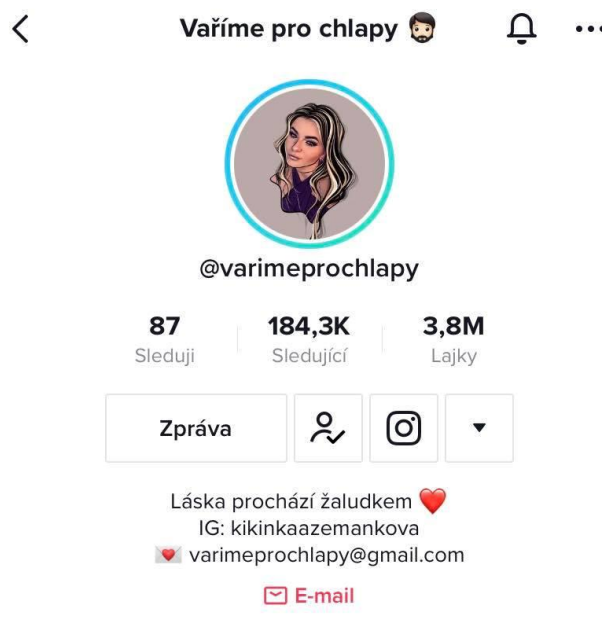 Vaříme pro chlapy 🧔🏻
@varimeprochlapy
87 184,3K 3,8M
Sleduji Sledující Lajky
Zpráva
Láska prochází žaludkem ❤️
IG: kikinkaazemankova
💌 varimeprochlapy@gmail.com
E-mail